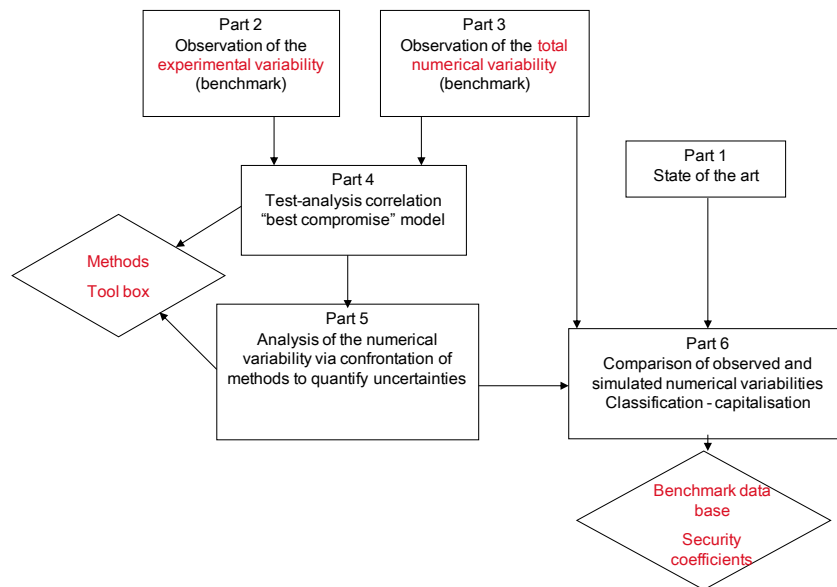 Part 2
Observation of the
experimental variability
(benchmark)
Part 3
Observation of the total
numerical variability
(benchmark)
Part 1
State of the art
Part 4
Test-analysis correlation
“best compromise” model
Methods
Tool box
Part 5
Analysis of the numerical
variability via confrontation of
methods to quantify uncertainties
Part 6
Comparison of observed and
simulated numerical variabilities
Classification - capitalisation
Benchmark data
base
Security
coefficients